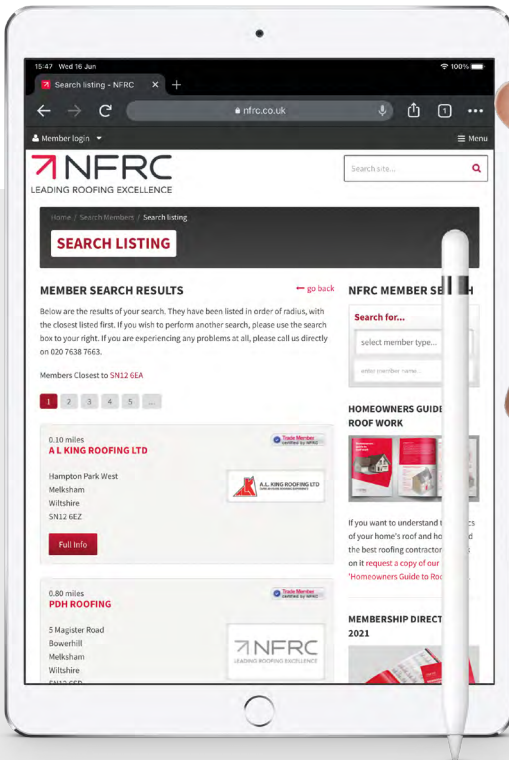 15:47 Wed 16 Jun
100%
Search listing - NFRC
nfrc.co.uk
1
Member login
Menu
NFRC
LEADING ROOFING EXCELLENCE
Search site...
Home / Search Members / Search listing
SEARCH LISTING
MEMBER SEARCH RESULTS
go back
Below are the results of your search. They have been listed in order of radius, with
the closest listed first. If you wish to perform another search, please use the search
box to your right. If you are experiencing any problems at all, please call us directly
on 020 7638 7663.
Members Closest to SN12 6EA
1 2 3 4 5 ...
0.10 miles
A L KING ROOFING LTD
Trade Member
certified by NFRC
Hampton Park West
Melksham
Wiltshire
SN12 6EZ
A.L. KING ROOFING LTD
Full Info
0.80 miles
PDH ROOFING
Trade Member
certified by NFRC
5 Magister Road
Bowerhill
Melksham
Wiltshire
NFRC
LEADING ROOFING EXCELLENCE
NFRC MEMBER
Search for...
select member type...
enter member name...
HOMEOWNERS GUIDE
ROOF WORK
If you want to understand
of your home's roof and
the best roofing contractor
on it request a copy of our
'Homeowners Guide to
MEMBERSHIP
2021